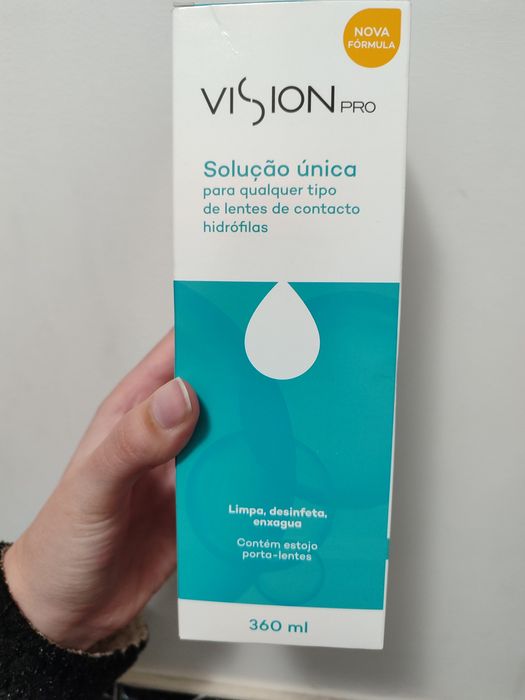 NOVA
FÓRMULA
VISION PRO
Solução única
para qualquer tipo
de lentes de contacto
hidrófilas
Limpa, desinfeta,
enxagua
Contém estojo
porta-lentes
360 ml